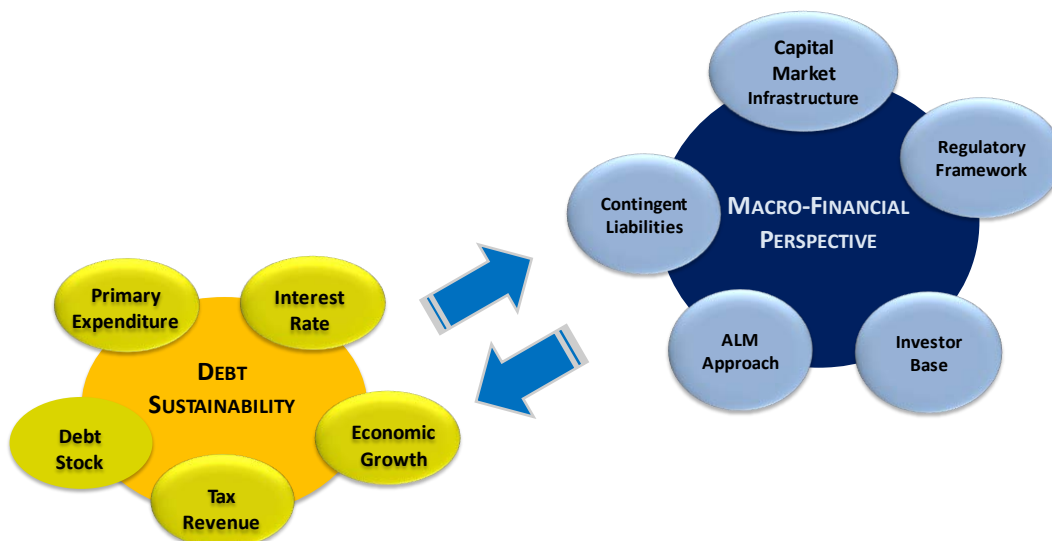 Capital
Market
Infrastructure
Regulatory
Framework
Contingent
Liabilities
MACRO-FINANCIAL
PERSPECTIVE
ALM
Approach
Investor
Base
Primary
Expenditure
Interest
Rate
DEBT
SUSTAINABILITY
Debt
Stock
Economic
Growth
Tax
Revenue